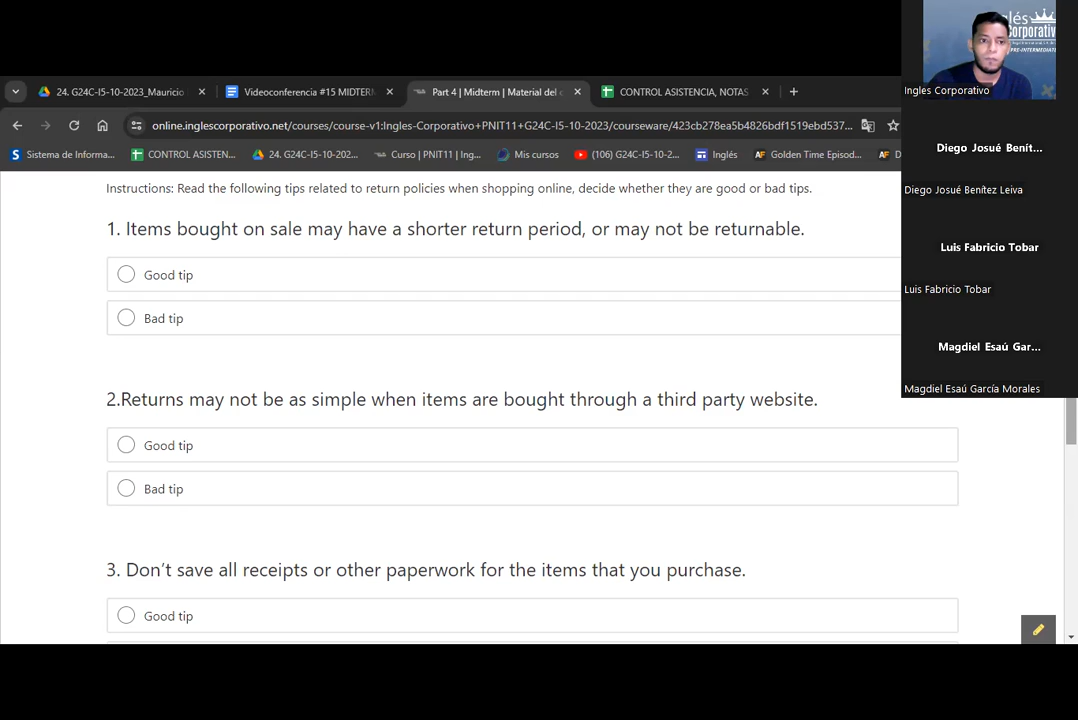 24. G24C-I5-10-2023_Mauricio
Videoconferencia #15 MIDTERM
Part 4 | Midterm | Material del c
CONTROL ASISTENCIA, NOTAS
online.inglescorporativo.net/courses/course-v1:Ingles-Corporativo+PNIT11+G24C-I5-10-2023/courseware/423cb278ea5b4826bdf1519ebd537...
Sistema de Informa...
CONTROL ASISTEN...
24. G24C-I5-10-202...
Curso | PNIT11 | Ing...
Mis cursos
(106) G24C-I5-10-2...
Inglés
Golden Time Episod...
Instructions: Read the following tips related to return policies when shopping online, decide whether they are good or bad tips.
1. Items bought on sale may have a shorter return period, or may not be returnable.
Good tip
Bad tip
2.Returns may not be as simple when items are bought through a third party website.
Good tip
Bad tip
3. Don’t save all receipts or other paperwork for the items that you purchase.
Good tip
PRE-INTERMEDIATE
Ingles Corporativo
Diego Josué Benít...
Diego Josué Benítez Leiva
Luis Fabricio Tobar
Luis Fabricio Tobar
Magdiel Esaú Gar...
Magdiel Esaú García Morales